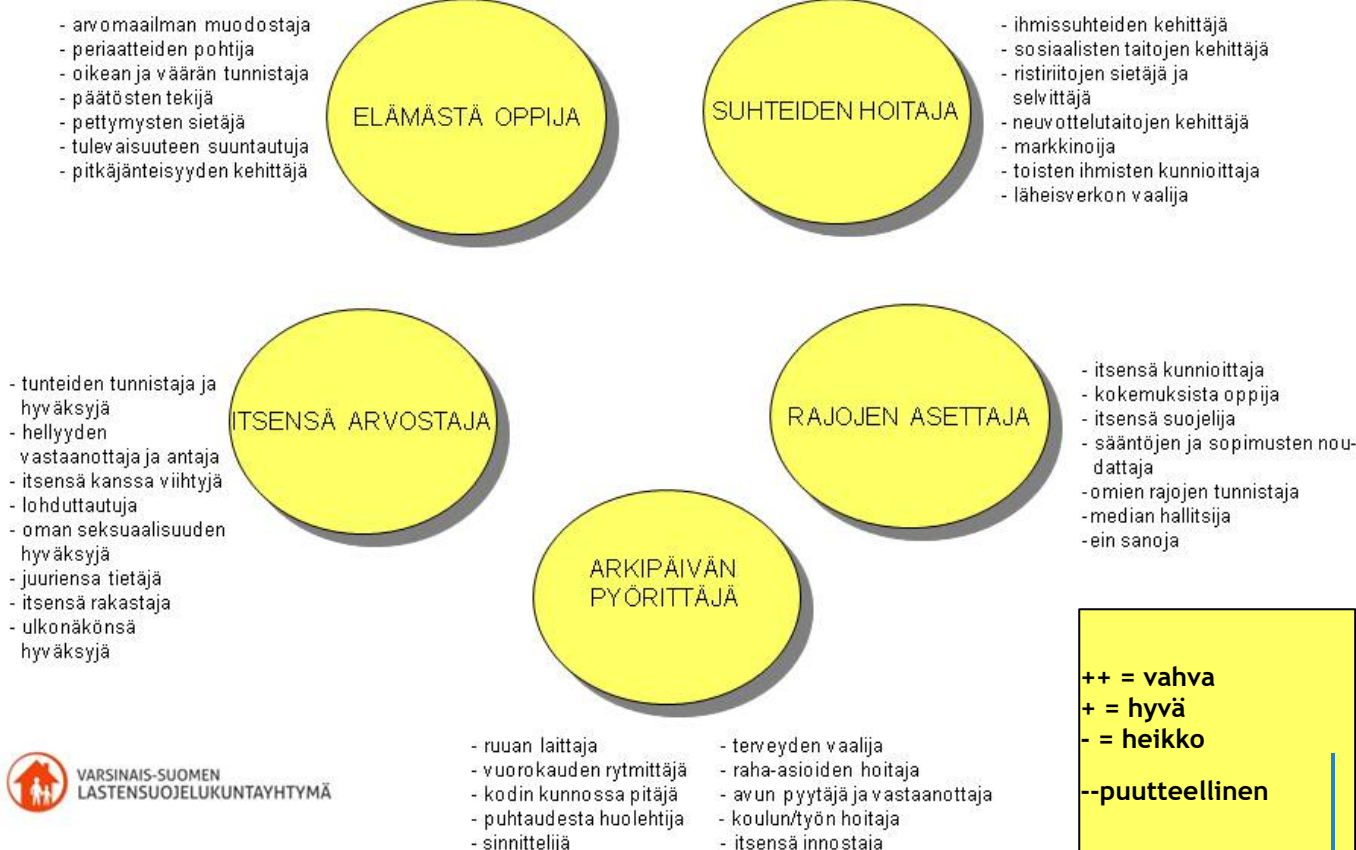 - arvomaailman muodostaja
- periaatteiden pohtija
- oikean ja väärän tunnistaja
- päätösten tekijä
- pettymysten sietäjä
- tulevaisuuteen suuntautuja
- pitkäjänteisyyden kehittäjä
ELÄMÄSTÄ OPPIJA
SUHTEIDEN HOITAJA
- ihmissuhteiden kehittäjä
- sosiaalisten taitojen kehittäjä
- ristiriitojen sietäjä ja
selvittäjä
- neuvottelutaitojen kehittäjä
- markkinoija
- toisten ihmisten kunnioittaja
- läheisverkon vaalija
- tunteiden tunnistaja ja
hyväksyjä
- hellyyden
vastaanottaja ja antaja
- itsensä kanssa viihtyjä
- lohduttautuja
- oman seksuaalisuuden
hyväksyjä
- juuriensa tietäjä
- itsensä rakastaja
- ulkonäkönsä
hyväksyjä
ITSENSÄ ARVOSTAJA
RAJOJEN ASETTAJA
- itsensä kunnioittaja
- kokemuksista oppija
- itsensä suojelija
- sääntöjen ja sopimusten nou-
dattaja
-omien rajojen tunnistaja
-median hallitsija
-ein sanoja
ARKIPÄIVÄN
PYÖRITTÄJÄ
- ruuan laittaja
- vuorokauden rytmittäjä
- kodin kunnossa pitäjä
- puhtaudesta huolehtija
- sinnittelijä
- terveyden vaalija
- raha-asioiden hoitaja
- avun pyytäjä ja vastaanottaja
- koulun/työn hoitaja
- itsensä innostaja
++ = vahva
+ = hyvä
- = heikko
--puutteellinen
VARSINAIS-SUOMEN
LASTENSUOJELUKUNTAYHTYMÄ